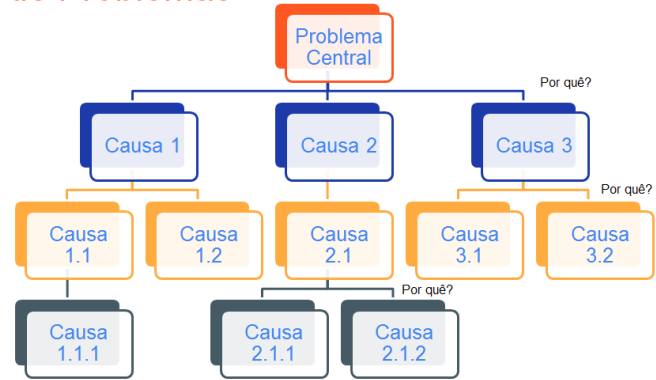 Problema
Central
Por quê?
Causa 1
Causa 2
Causa 3
Por quê?
Causa
1.1
Causa
1.2
Causa
2.1
Causa
3.1
Causa
3.2
Por quê?
Causa
1.1.1
Causa
2.1.1
Causa
2.1.2